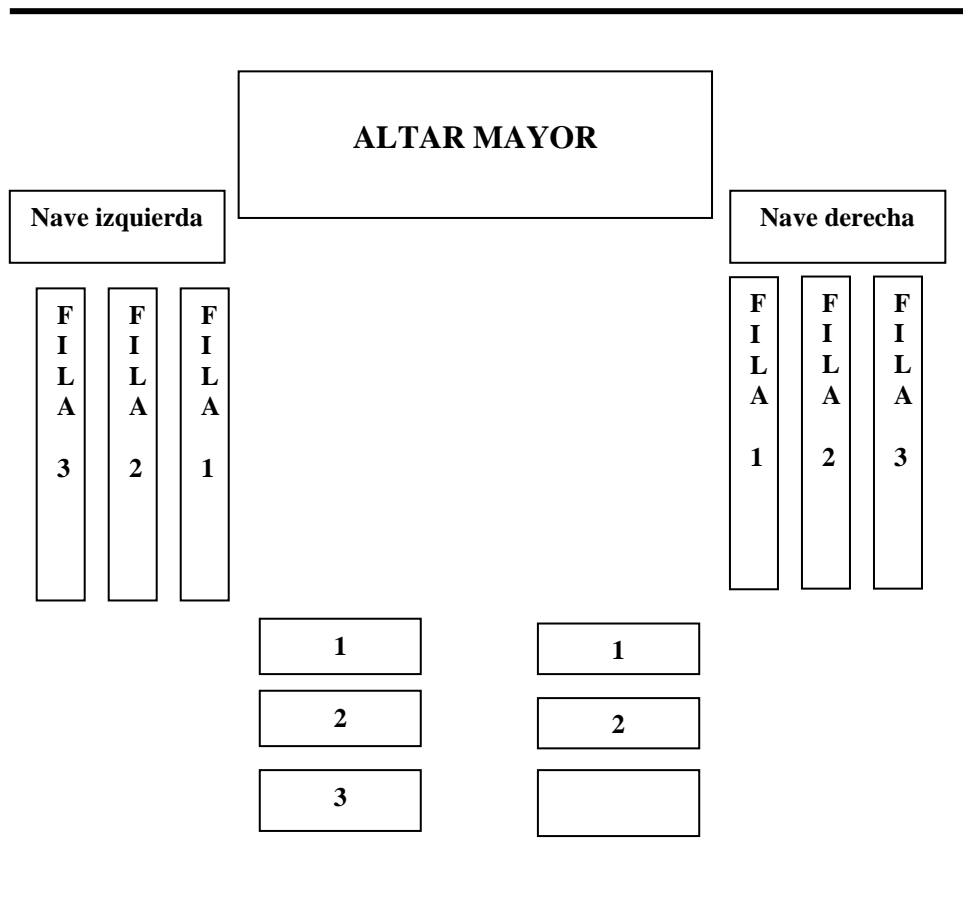 ALTAR MAYOR
Nave izquierda
Nave derecha
FILA 3
FILA 2
FILA 1
FILA 1
FILA 2
FILA 3
1
1
2
2
3